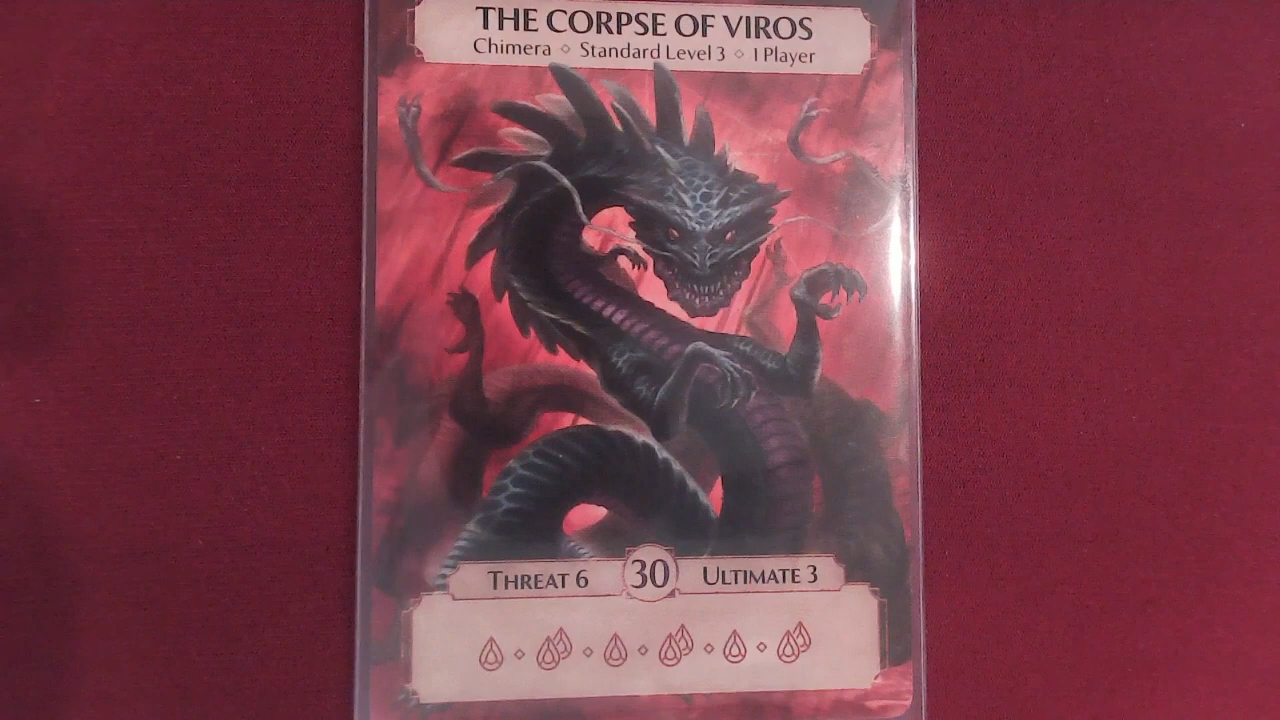 THE CORPSE OF VIROS
Chimera ⋄ Standard Level 3 ⋄ 1 Player
THREAT 6 30 ULTIMATE 3